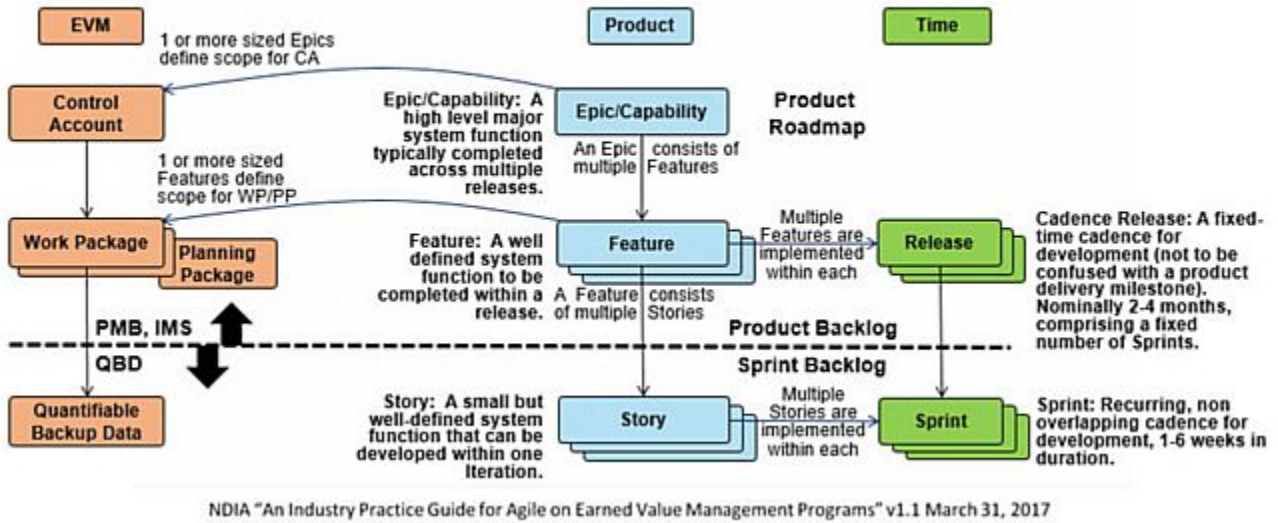 EVM
Product
Time
1 or more sized Epics
define scope for CA
Control
Account
Epic/Capability: A
high level major
system function
typically completed
across multiple
releases.
Epic/Capability
Product
Roadmap
An Epic consists of
multiple Features
1 or more sized
Features define
scope for WP/PP
Work Package
Planning
Package
Feature: A well
defined system
function to be
completed within a
release.
Feature
Multiple
Features are
implemented
within each
Release
Cadence Release: A fixed-
time cadence for
development (not to be
confused with a product
delivery milestone).
Nominally 2-4 months,
comprising a fixed
number of Sprints.
A Feature consists
of multiple Stories
PMB, IMS
Product Backlog
QBD
Sprint Backlog
Quantifiable
Backup Data
Story: A small but
well-defined system
function that can be
developed within one
Iteration.
Story
Multiple
Stories are
implemented
within each
Sprint
Sprint: Recurring, non
overlapping cadence for
development, 1-6 weeks in
duration.
NDIA "An Industry Practice Guide for Agile on Earned Value Management Programs" v1.1 March 31, 2017